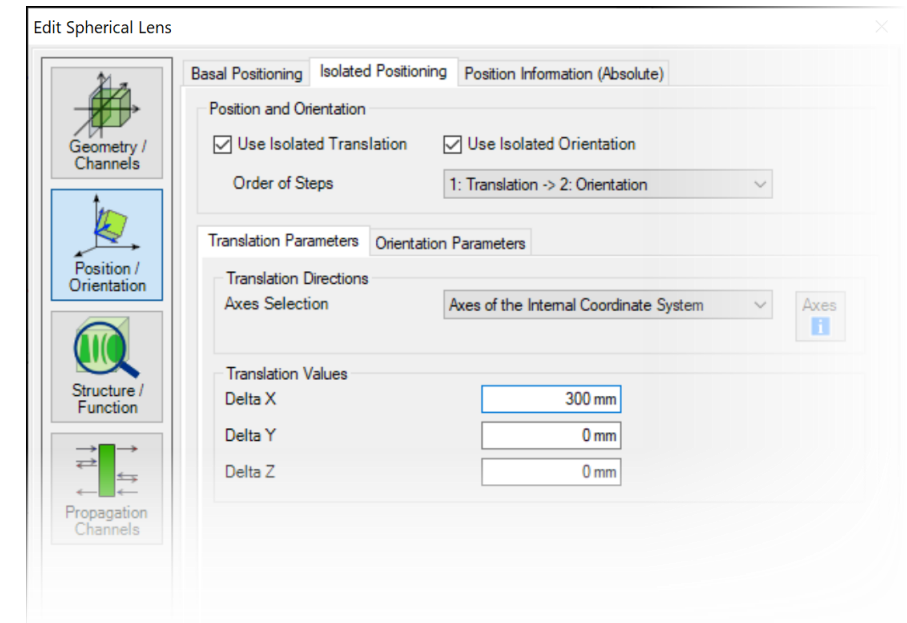 Edit Spherical Lens
Geometry /
Channels
Position /
Orientation
Structure /
Function
Propagation
Channels
Basal Positioning
Isolated Positioning
Position Information (Absolute)
Position and Orientation
Use Isolated Translation
Use Isolated Orientation
Order of Steps
1: Translation -> 2: Orientation
Translation Parameters
Orientation Parameters
Translation Directions
Axes Selection
Axes of the Internal Coordinate System
Axes
i
Translation Values
Delta X
300 mm
Delta Y
0 mm
Delta Z
0 mm